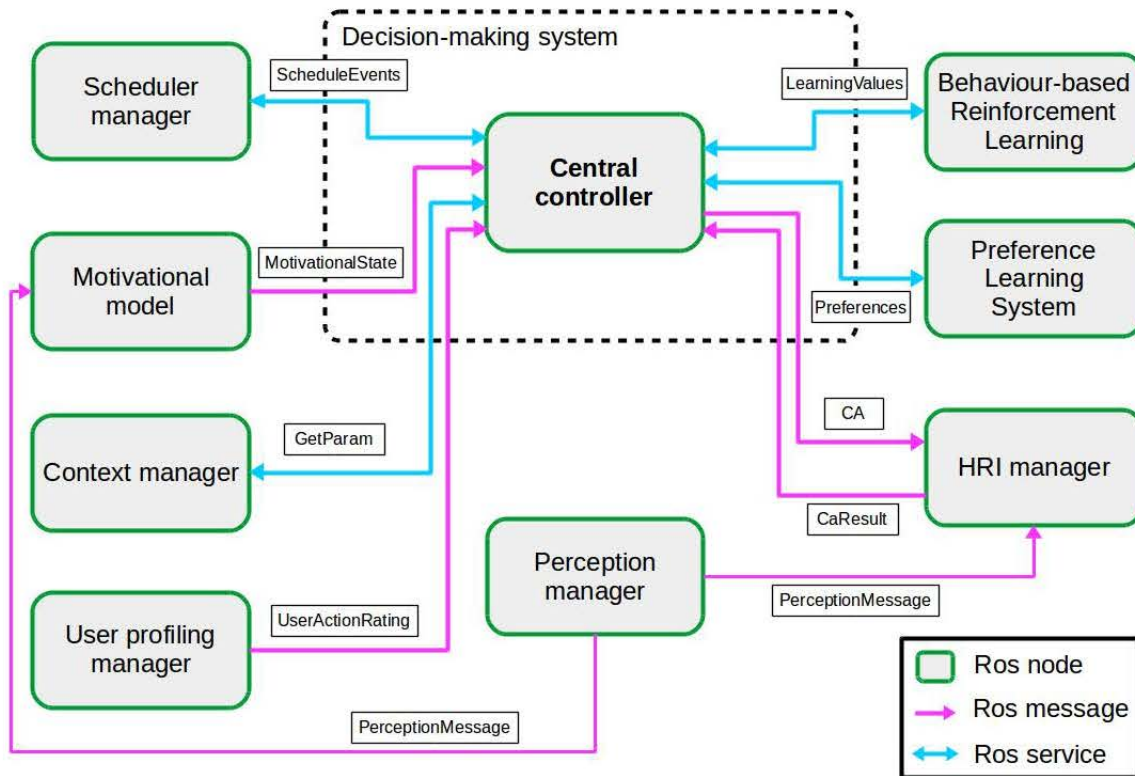 Decision-making system
Scheduler
manager
ScheduleEvents
LearningValues
Behaviour-based
Reinforcement
Learning
Central
controller
Motivational
model
MotivationalState
Preference
Learning
System
Preferences
CA
GetParam
Context manager
HRI manager
CaResult
Perception
manager
PerceptionMessage
User profiling
manager
UserActionRating
PerceptionMessage
Ros node
Ros message
Ros service